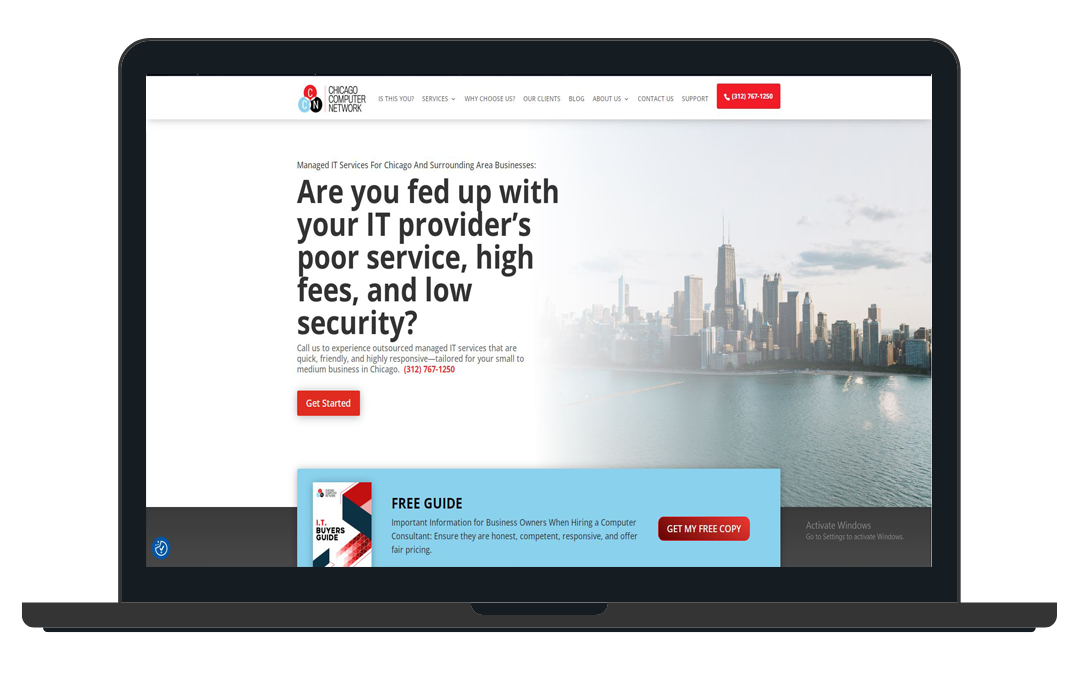 C
C
N
CHICAGO
COMPUTER
NETWORK
IS THIS YOU?
SERVICES
WHY CHOOSE US?
OUR CLIENTS
BLOG
ABOUT US
CONTACT US
SUPPORT
(312) 767-1250
Managed IT Services For Chicago And Surrounding Area Businesses:
Are you fed up with
your IT provider’s
poor service, high
fees, and low
security?
Call us to experience outsourced managed IT services that are
quick, friendly, and highly responsive—tailored for your small to
medium business in Chicago. (312) 767-1250
Get Started
I.T.
BUYERS
GUIDE
FREE GUIDE
Important Information for Business Owners When Hiring a Computer
Consultant: Ensure they are honest, competent, responsive, and offer
fair pricing.
GET MY FREE COPY
Activate Windows
Go to Settings to activate Windows.